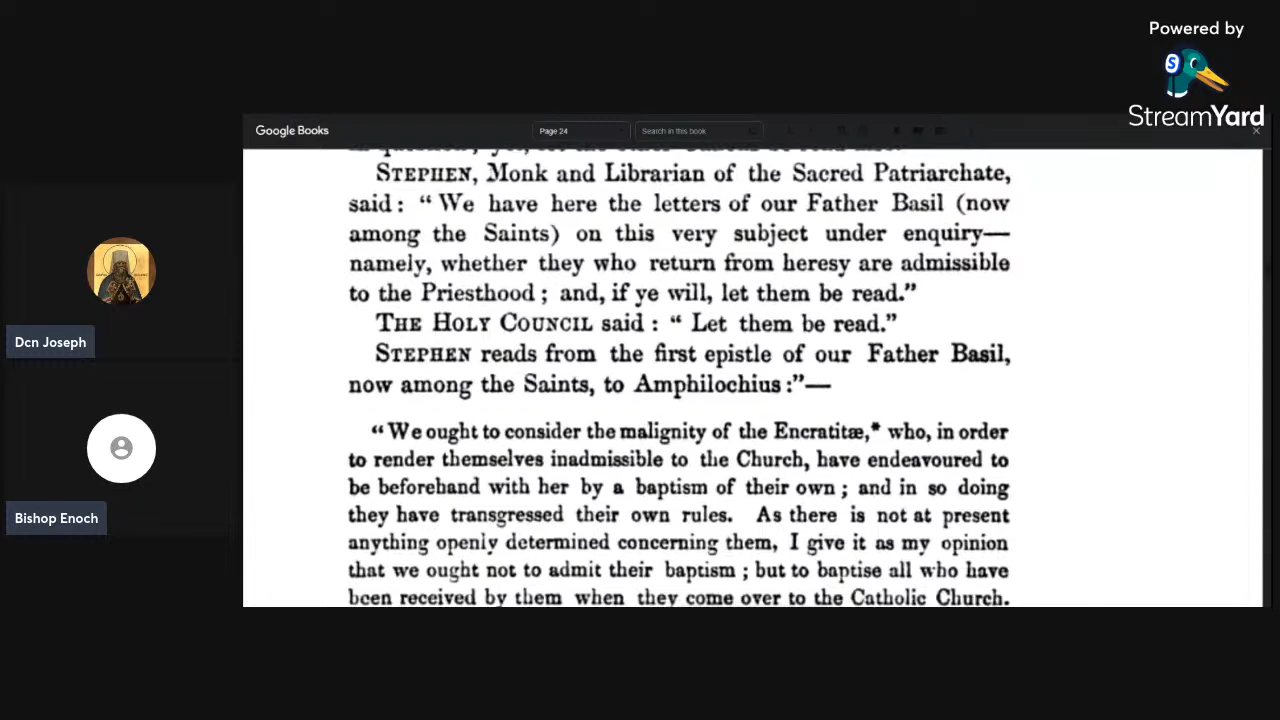 Powered by
StreamYard
Google Books
Page 24
Search in this book
STEPHEN, Monk and Librarian of the Sacred Patriarchate,
said: “ We have here the letters of our Father Basil (now
among the Saints) on this very subject under enquiry—
namely, whether they who return from heresy are admissible
to the Priesthood ; and, if ye will, let them be read.”
THE HOLY COUNCIL said : “ Let them be read.”
STEPHEN reads from the first epistle of our Father Basil,
now among the Saints, to Amphilochius :”—
“ We ought to consider the malignity of the Encratitæ,* who, in order
to render themselves inadmissible to the Church, have endeavoured to
be beforehand with her by a baptism of their own ; and in so doing
they have transgressed their own rules. As there is not at present
anything openly determined concerning them, I give it as my opinion
that we ought not to admit their baptism ; but to baptise all who have
been received by them when they come over to the Catholic Church.
Dcn Joseph
Bishop Enoch